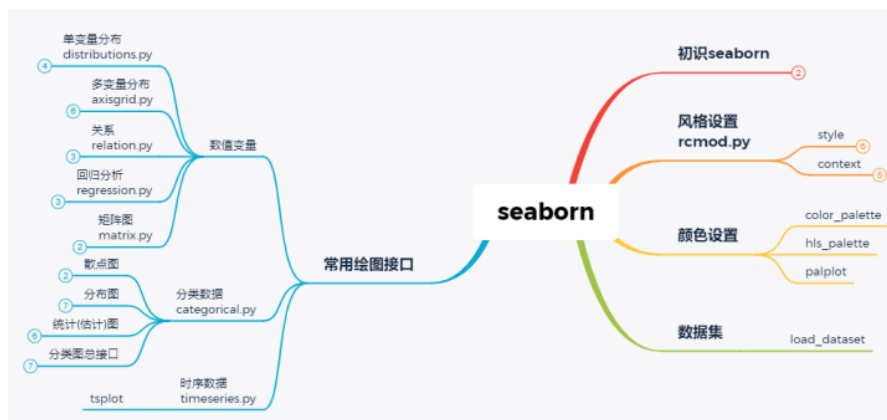 seaborn
初识seaborn
2
风格设置
rcmod.py
style
6
context
5
颜色设置
color_palette
hls_palette
palplot
数据集
load_dataset
常用绘图接口
数值变量
单变量分布
distributions.py
4
多变量分布
axisgrid.py
6
关系
relation.py
3
回归分析
regression.py
3
矩阵图
matrix.py
2
分类数据
categorical.py
散点图
2
分布图
7
统计(估计)图
6
分类图总接口
7
时序数据
timeseries.py
tsplot